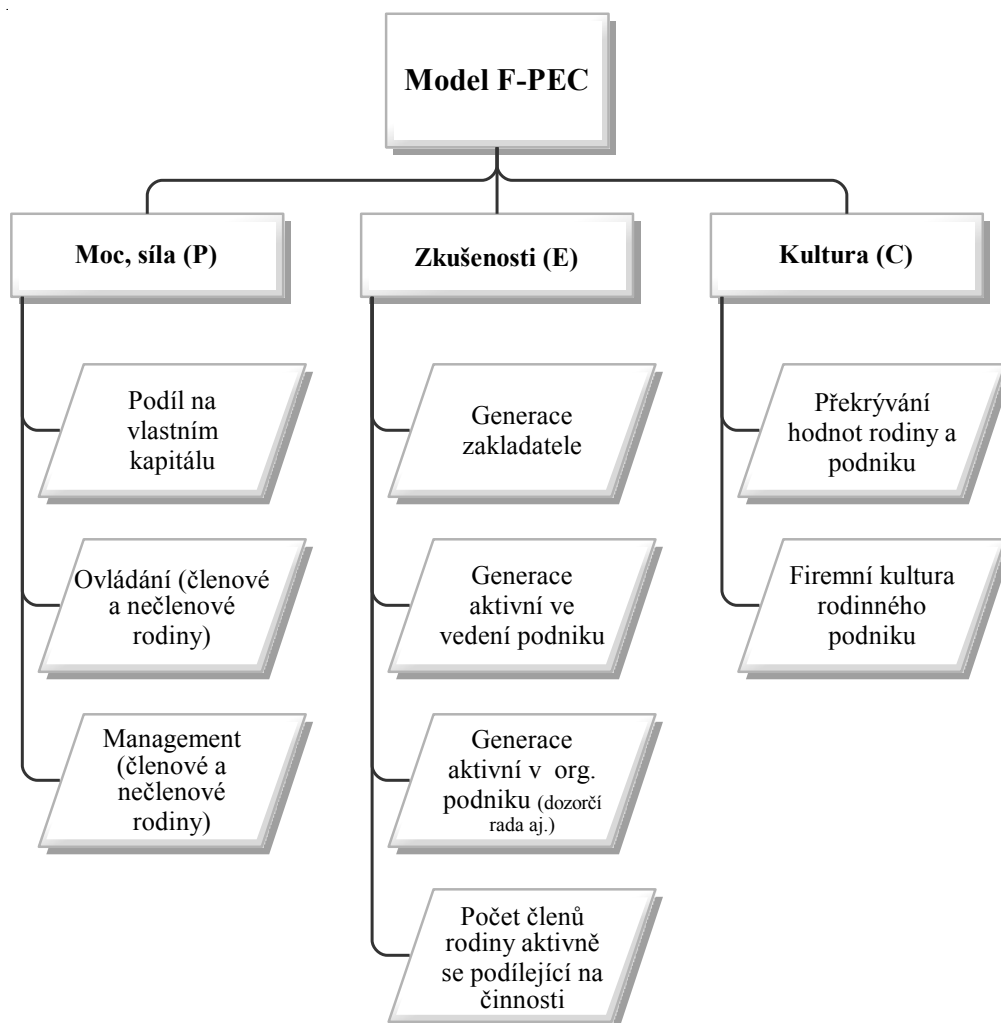 Model F-PEC
Moc, síla (P)
Podíl na
vlastním
kapitálu
Ovládání (členové
a nečlenové
rodiny)
Management
(členové a
nečlenové
rodiny)
Zkušenosti (E)
Generace
zakladatele
Generace
aktivní ve
vedení podniku
Generace
aktivní v org.
podniku (dozorčí
rada aj.)
Počet členů
rodiny aktivně
se podílející na
činnosti
Kultura (C)
Překrývání
hodnot rodiny a
podniku
Firemní kultura
rodinného
podniku